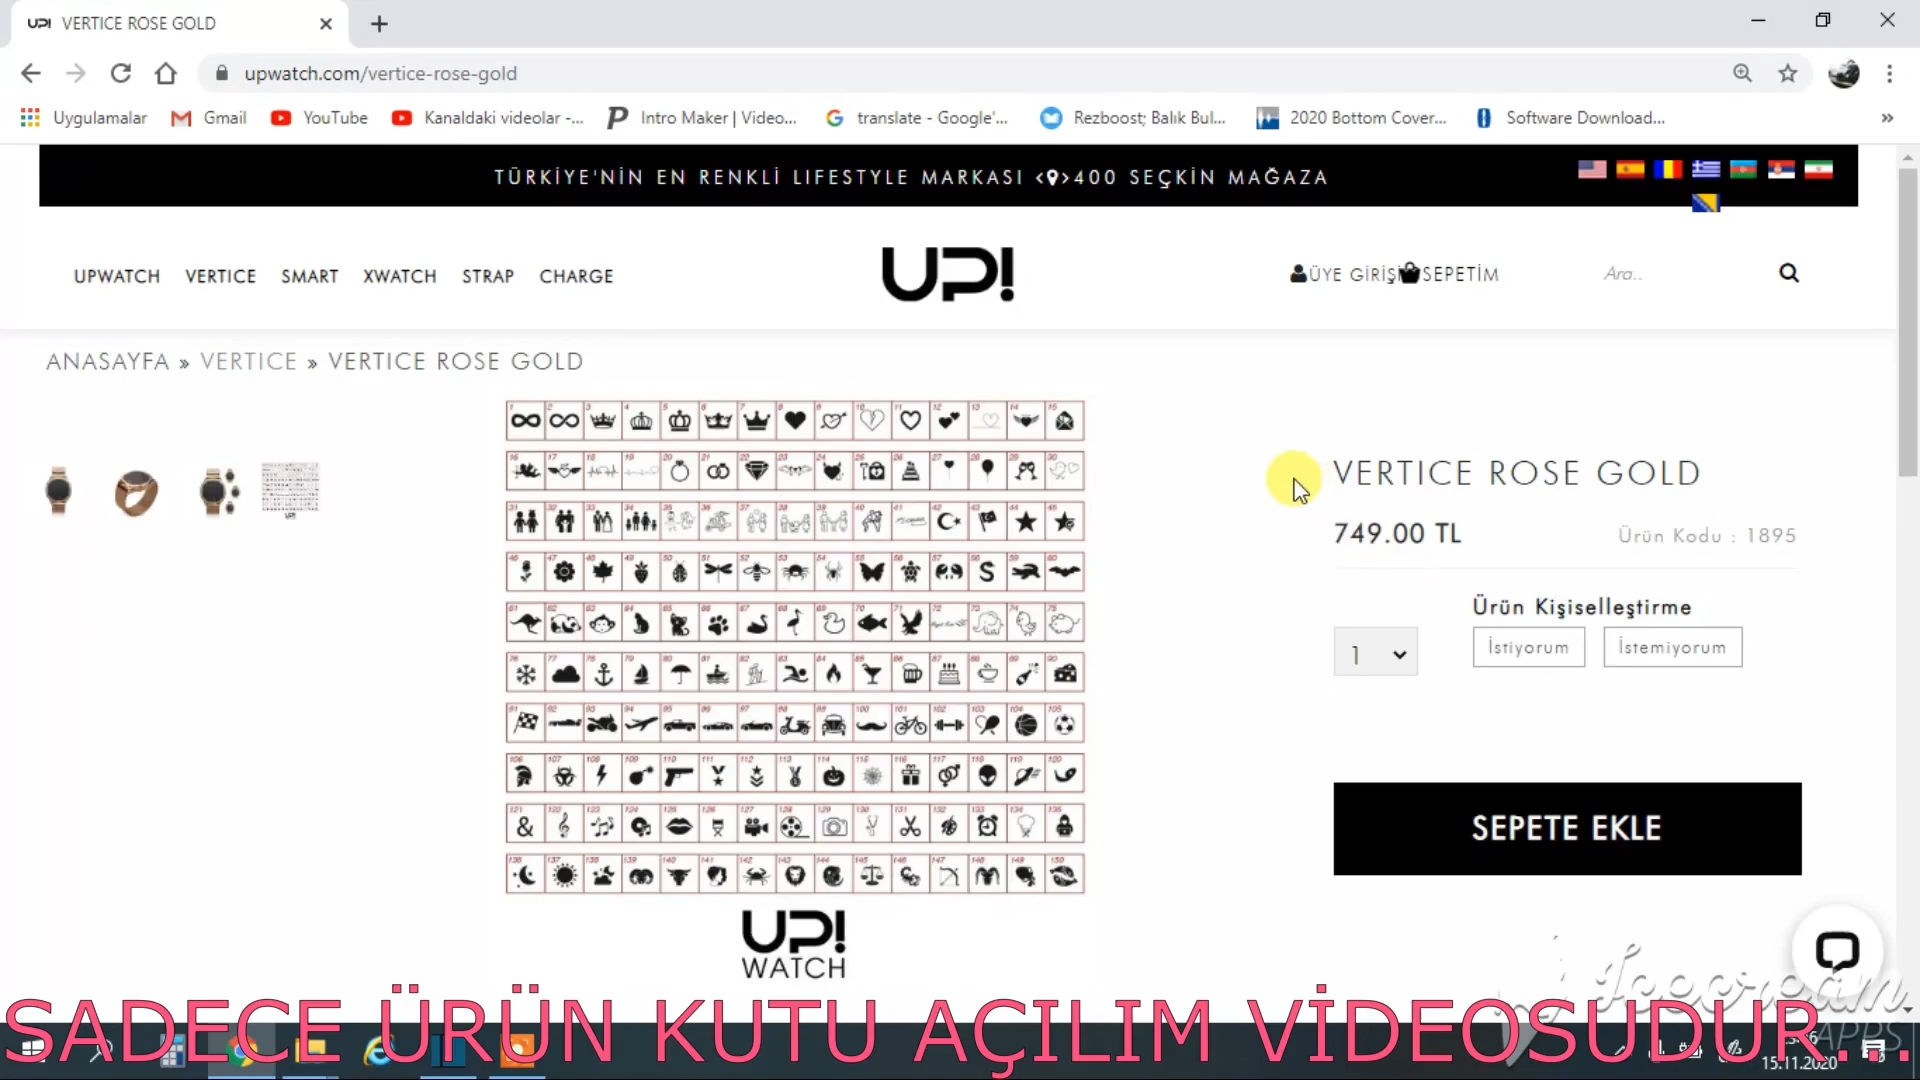 UP! VERTICE ROSE GOLD
upwatch.com/vertice-rose-gold
Uygulamalar Gmail YouTube Kanaldaki videolar -... Intro Maker | Video... translate - Google'... Rezboost; Balık Bul... 2020 Bottom Cover... Software Download...
TÜRKİYE'NİN EN RENKLİ LIFESTYLE MARKASI < >400 SEÇKİN MAĞAZA
UPWATCH VERTICE SMART XWATCH STRAP CHARGE
UP!
ÜYE GİRİŞİ SEPETİM
Ara..
ANASAYFA » VERTICE » VERTICE ROSE GOLD
VERTICE ROSE GOLD
749.00 TL
Ürün Kodu : 1895
Ürün Kişiselleştirme
1
İstiyorum İstemiyorum
SEPETE EKLE
UP!
WATCH
Icecream
APPS
SADECE ÜRÜN KUTU AÇILIM VİDEOSUDUR...
15.11.2020